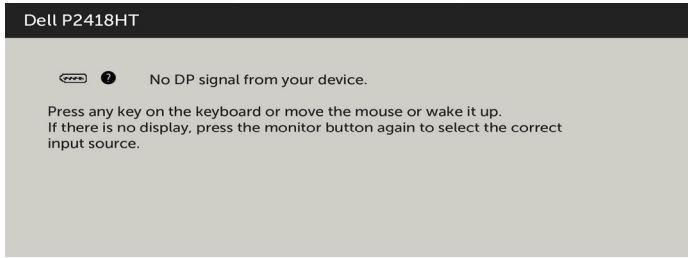 Dell P2418HT
? No DP signal from your device.
Press any key on the keyboard or move the mouse or wake it up.
If there is no display, press the monitor button again to select the correct
input source.